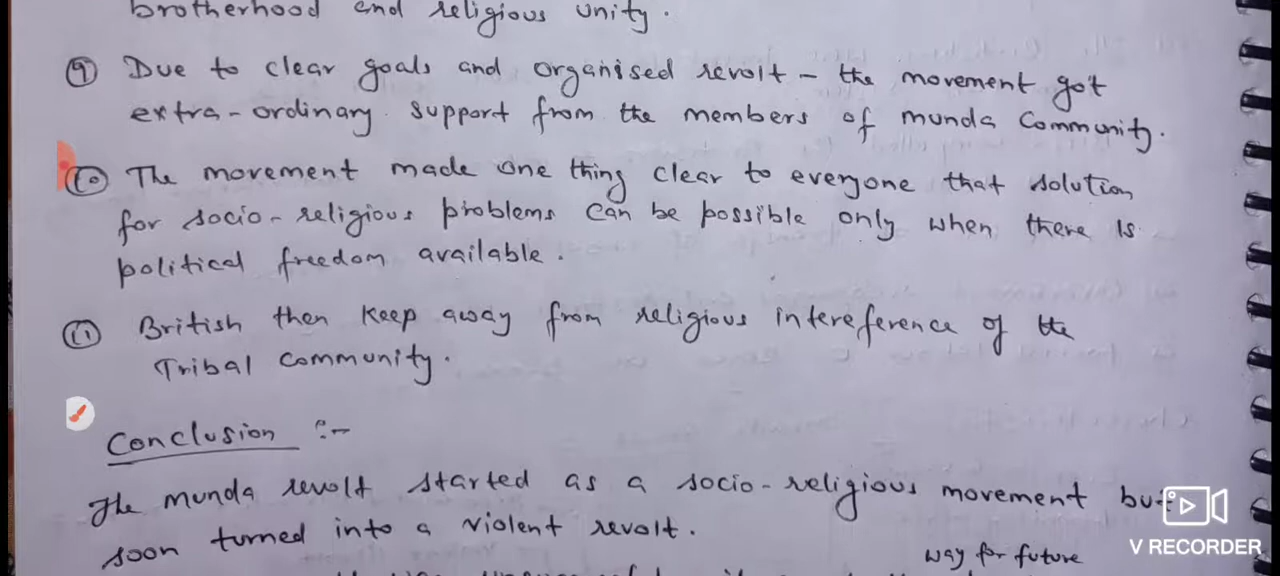 brotherhood and religious unity.
⑨ Due to clear goals and organised revolt - the movement got
extra-ordinary support from the members of munda Community.
⑩ The movement made one thing clear to everyone that solution
for socio-religious problems can be possible only when there is
political freedom available.
⑪ British then keep away from religious intereference of the
Tribal community.
Conclusion :-
The munda revolt started as a socio-religious movement but
soon turned into a violent revolt.
way for future
V RECORDER